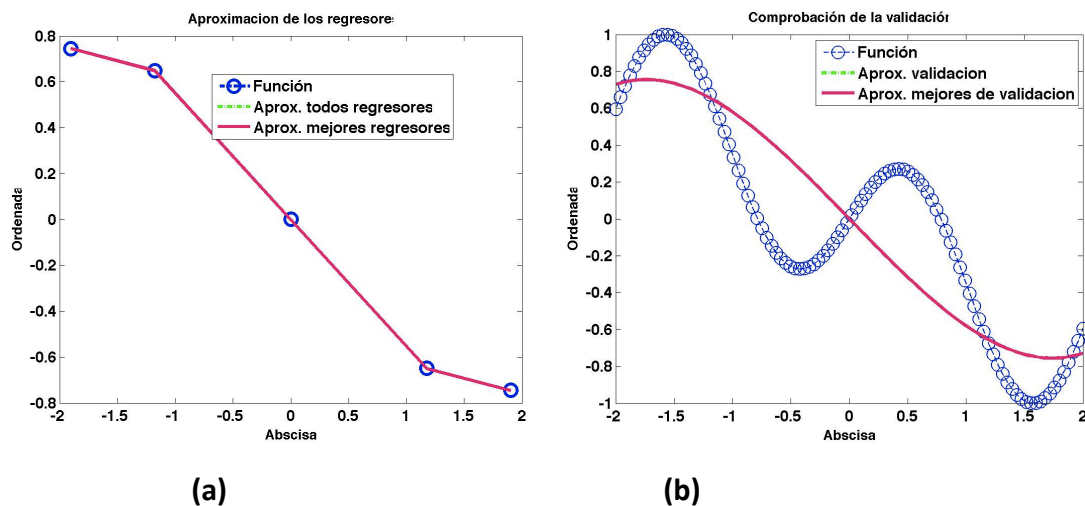 Aproximacion de los regresores
0.8
0.6
0.4
0.2
0
-0.2
-0.4
-0.6
-0.8
Ordenada
Función
Aprox. todos regresores
Aprox. mejores regresores
-2 -1.5 -1 -0.5 0 0.5 1 1.5 2
Abscisa
(a)
Comprobación de la validación
1
0.8
0.6
0.4
0.2
0
-0.2
-0.4
-0.6
-0.8
-1
Ordenada
Función
Aprox. validacion
Aprox. mejores de validacion
-2 -1.5 -1 -0.5 0 0.5 1 1.5 2
Abscisa
(b)